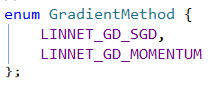 enum GradientMethod {
    LINNET_GD_SGD,
    LINNET_GD_MOMENTUM
};